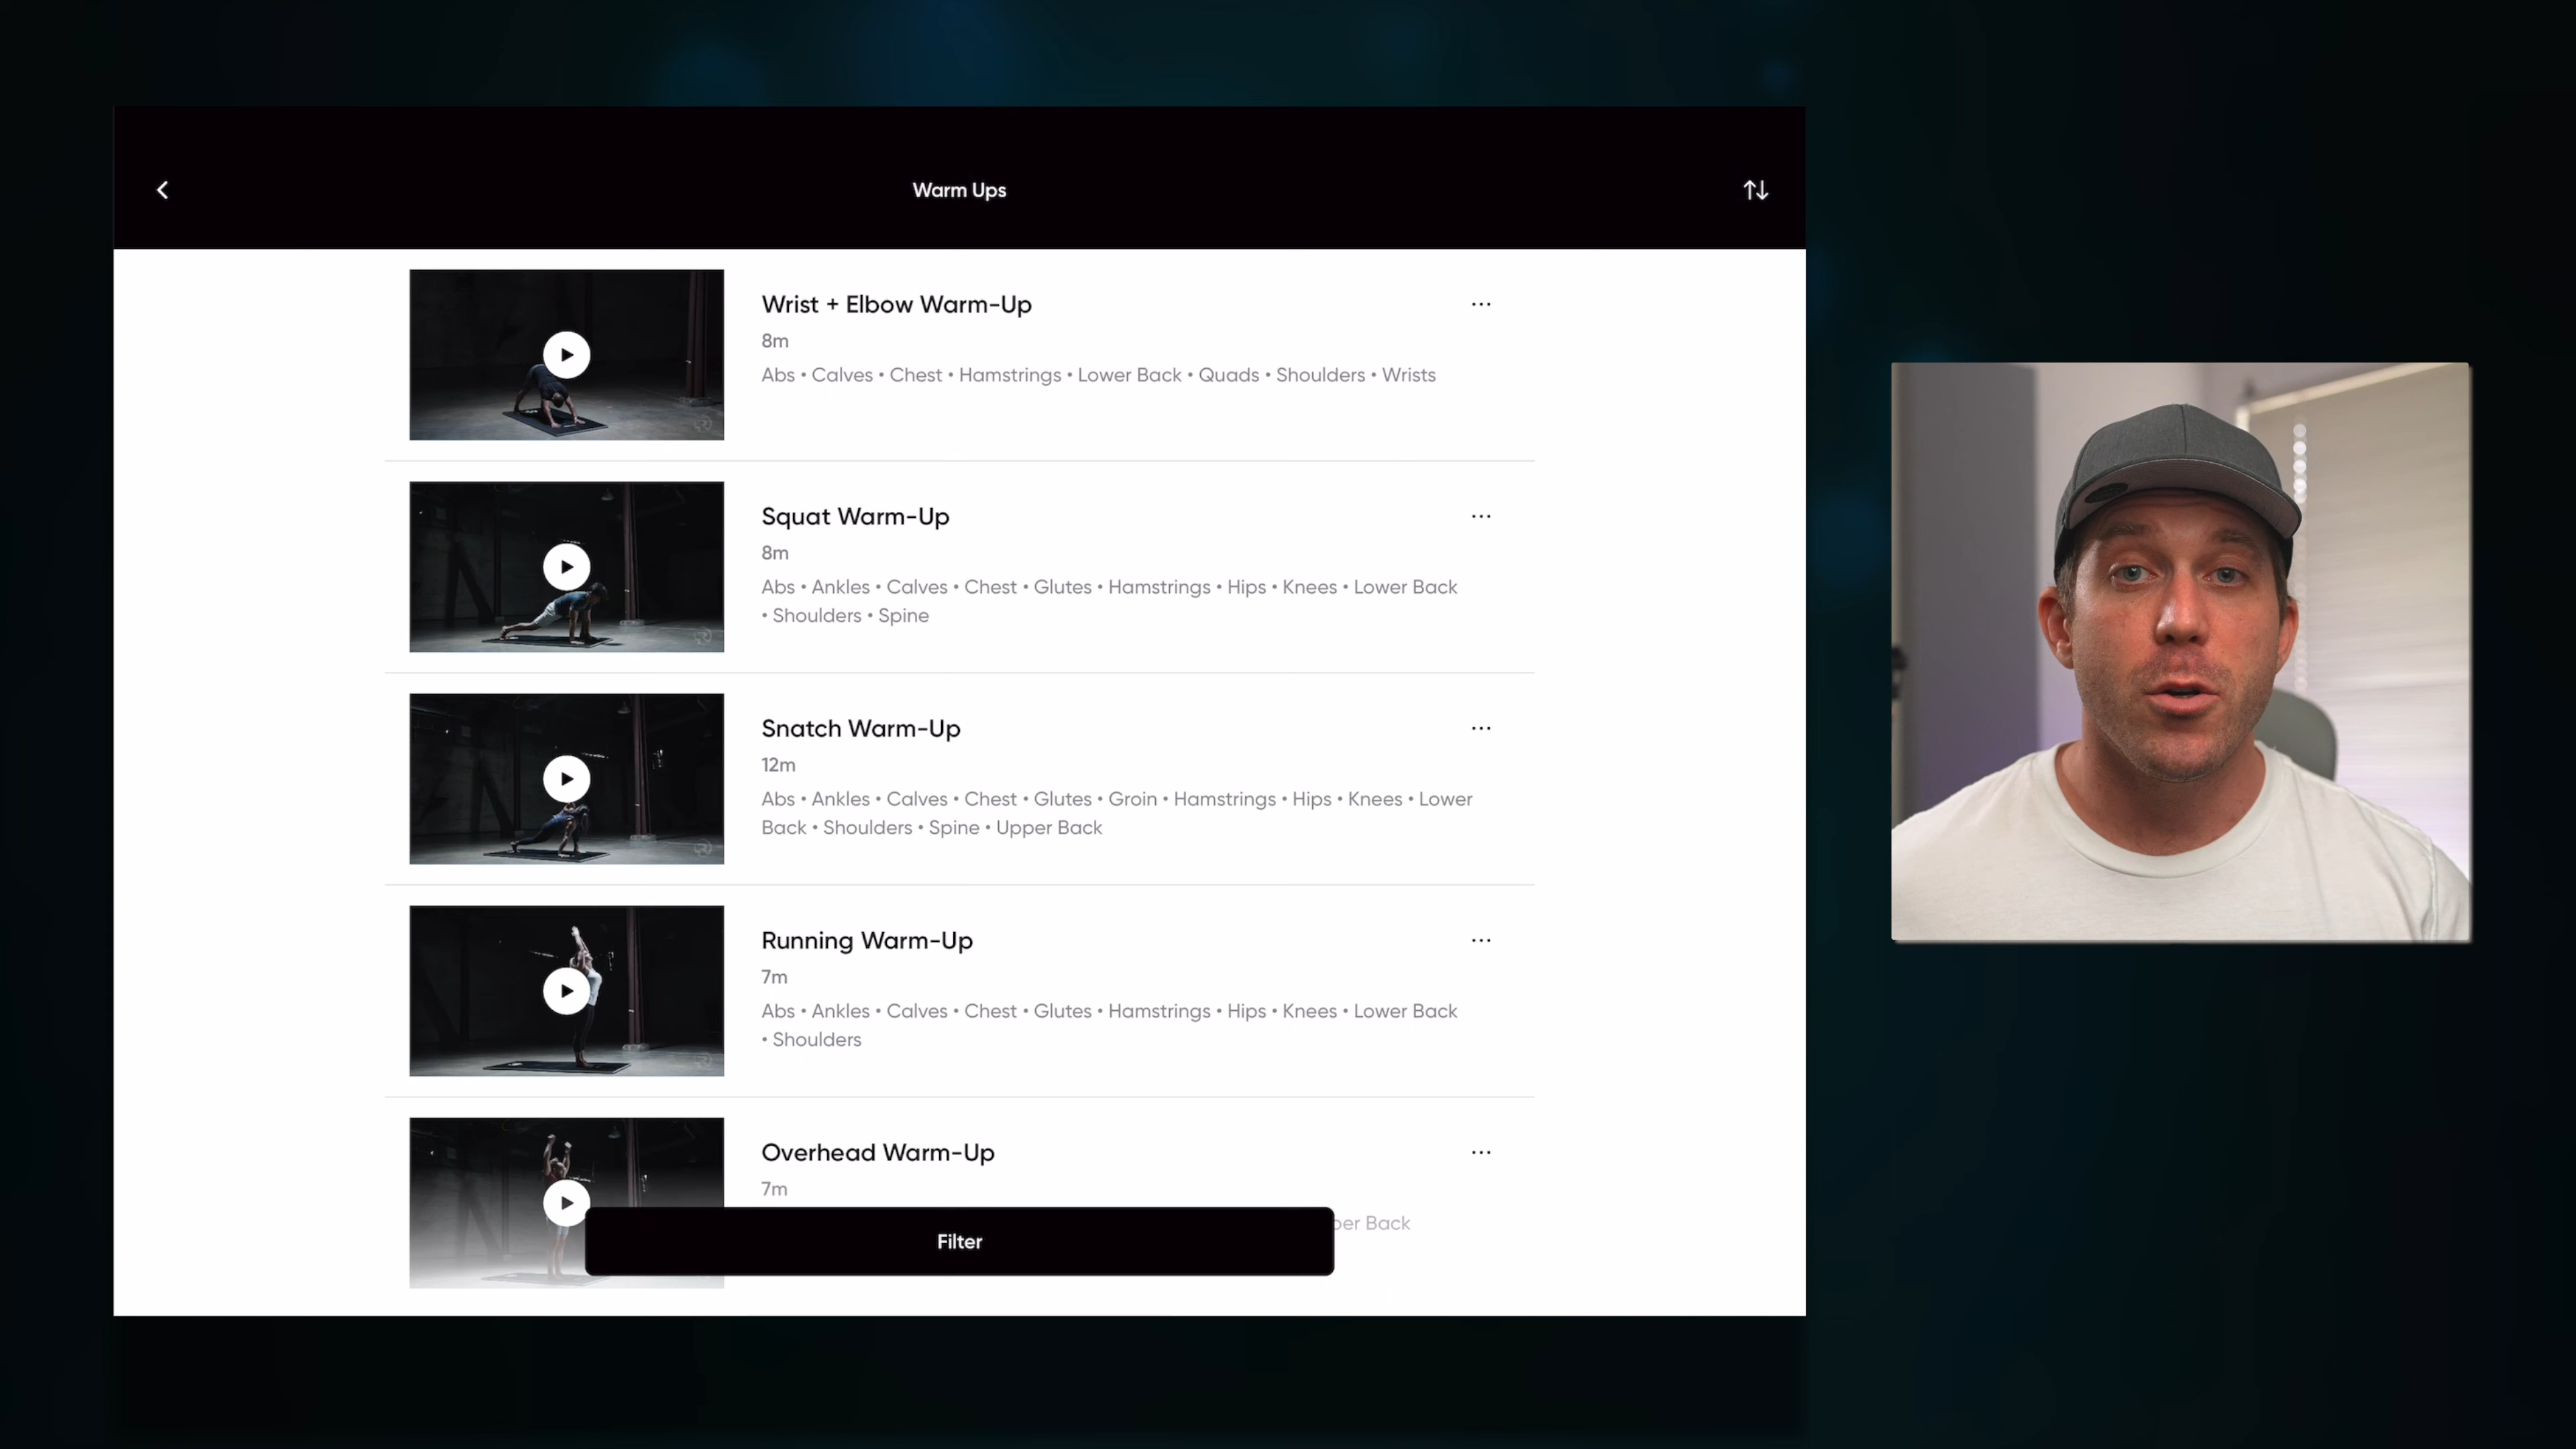 Warm Ups
Wrist + Elbow Warm-Up
8m
Abs • Calves • Chest • Hamstrings • Lower Back • Quads • Shoulders • Wrists
Squat Warm-Up
8m
Abs • Ankles • Calves • Chest • Glutes • Hamstrings • Hips • Knees • Lower Back
• Shoulders • Spine
Snatch Warm-Up
12m
Abs • Ankles • Calves • Chest • Glutes • Groin • Hamstrings • Hips • Knees • Lower
Back • Shoulders • Spine • Upper Back
Running Warm-Up
7m
Abs • Ankles • Calves • Chest • Glutes • Hamstrings • Hips • Knees • Lower Back
• Shoulders
Overhead Warm-Up
7m
Back
Filter